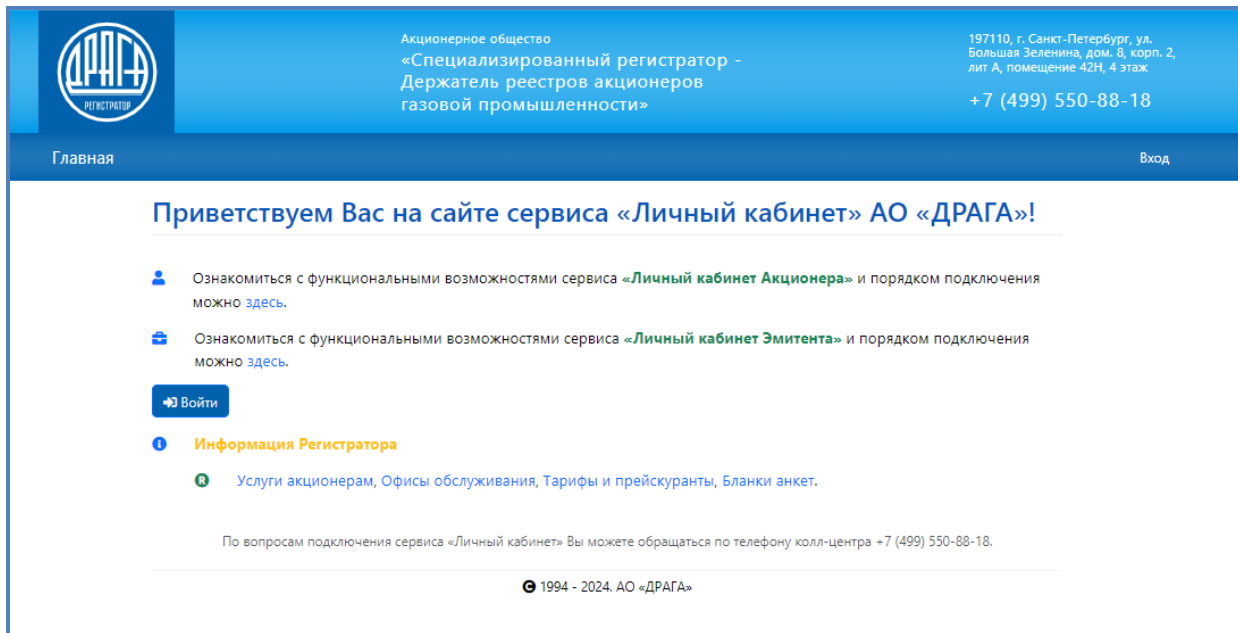 ДРАГА
РЕГИСТРАТОР
Акционерное общество
«Специализированный регистратор -
Держатель реестров акционеров
газовой промышленности»
197110, г. Санкт-Петербург, ул.
Большая Зеленина, дом. 8, корп. 2,
лит А, помещение 42Н, 4 этаж
+7 (499) 550-88-18
Главная
Вход
Приветствуем Вас на сайте сервиса «Личный кабинет» АО «ДРАГА»!
Ознакомиться с функциональными возможностями сервиса «Личный кабинет Акционера» и порядком подключения
можно здесь.
Ознакомиться с функциональными возможностями сервиса «Личный кабинет Эмитента» и порядком подключения
можно здесь.
Войти
Информация Регистратора
R Услуги акционерам, Офисы обслуживания, Тарифы и прейскуранты, Бланки анкет.
По вопросам подключения сервиса «Личный кабинет» Вы можете обращаться по телефону колл-центра +7 (499) 550-88-18.
© 1994 - 2024. АО «ДРАГА»